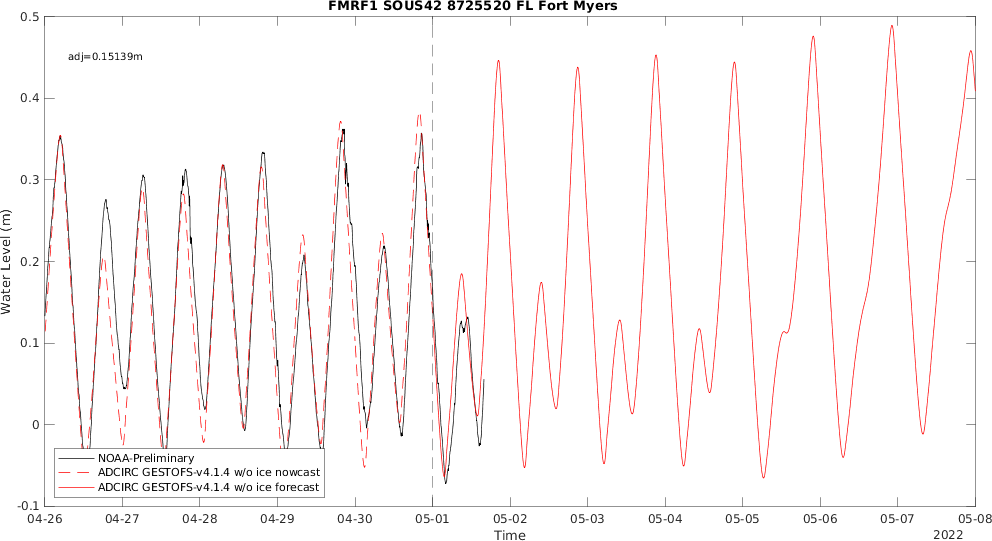 FMRF1 SOUS42 8725520 FL Fort Myers
adj=0.15139m
0.5
0.4
0.3
0.2
0.1
0
-0.1
Water Level (m)
NOAA-Preliminary
ADCIRC GESTOFS-v4.1.4 w/o ice nowcast
ADCIRC GESTOFS-v4.1.4 w/o ice forecast
04-26 04-27 04-28 04-29 04-30 05-01 05-02 05-03 05-04 05-05 05-06 05-07 05-08
Time
2022